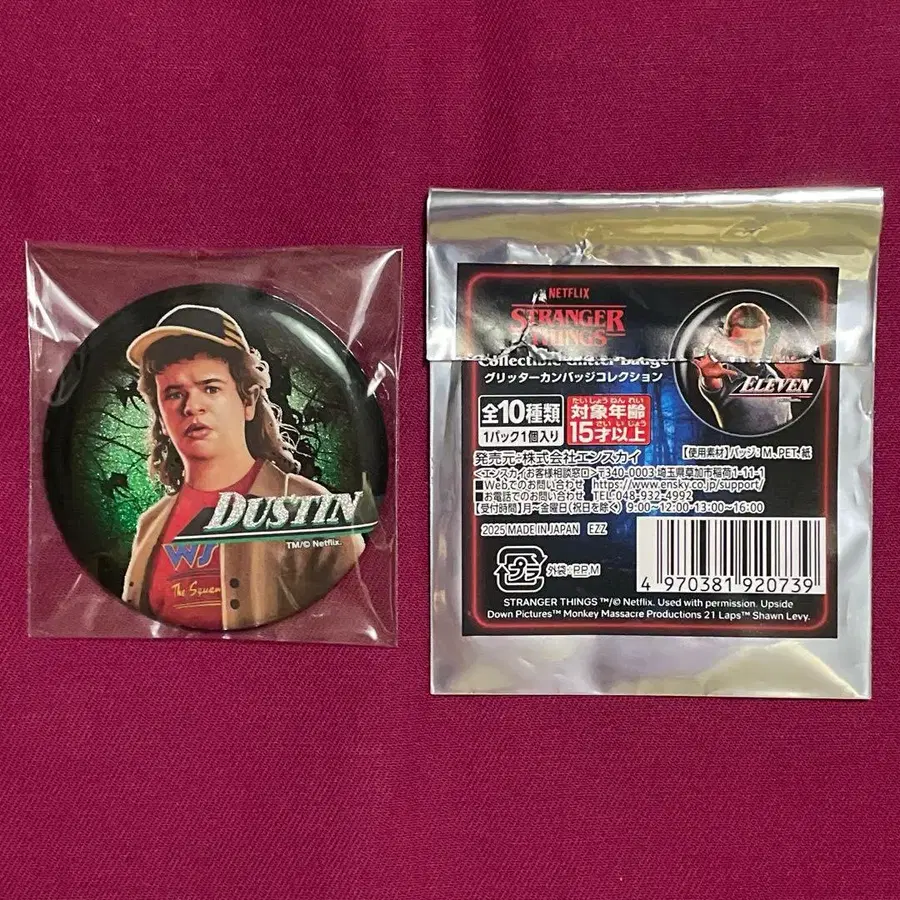 DUSTIN
TM/© Netflix.
WS
The Squen
NETFLIX
STRANGER
THINGS
Collectible Glitter Badge
グリッターカンバッジコレクション
ELEVEN
全10種類
1パック1個入り
たいしょうねんれい
対象年齢
さいいじょう
15才以上
【使用素材】バッジ:M、PET、紙
発売元・株式会社エンスカイ
<エンスカイお客様相談窓口>〒340-0003 埼玉県草加市稲荷1-11-1
■Webでのお問い合わせ https://www.ensky.co.jp/support/
■お電話でのお問い合わせ TEL 048-932-4992
【受付時間】月~金曜日(祝日を除く) 9:00~12:00・13:00~16:00
2025 MADE IN JAPAN EZZ
プラ
外袋:P.P,M
4 970381 920739
STRANGER THINGS ™/© Netflix. Used with permission. Upside
Down Pictures™ Monkey Massacre Productions 21 Laps™ Shawn Levy.